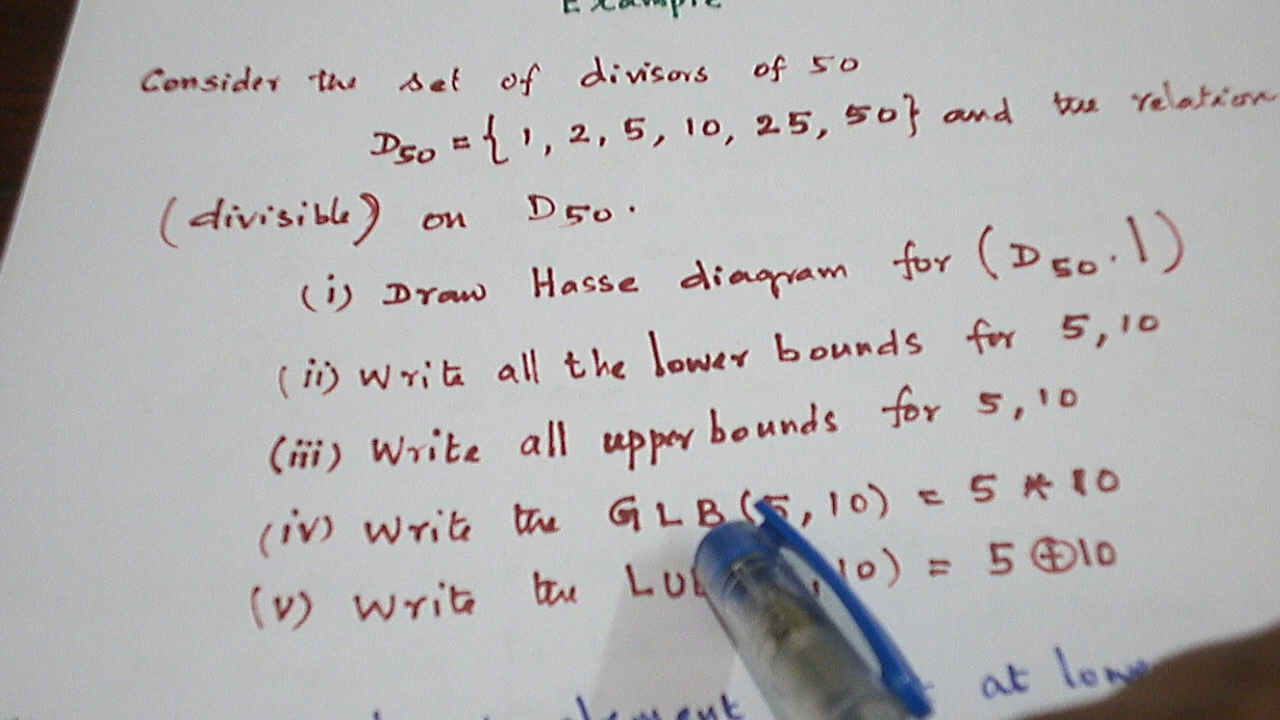 Example
Consider the set of divisors of 50
D50 = { 1, 2, 5, 10, 25, 50} and the relation
(divisible) on D50.
(i) Draw Hasse diagram for (D50. |)
(ii) Write all the lower bounds for 5, 10
(iii) Write all upper bounds for 5, 10
(iv) Write the GLB (5, 10) = 5 * 10
(v) Write the 10) = 5 ⊕ 10
at